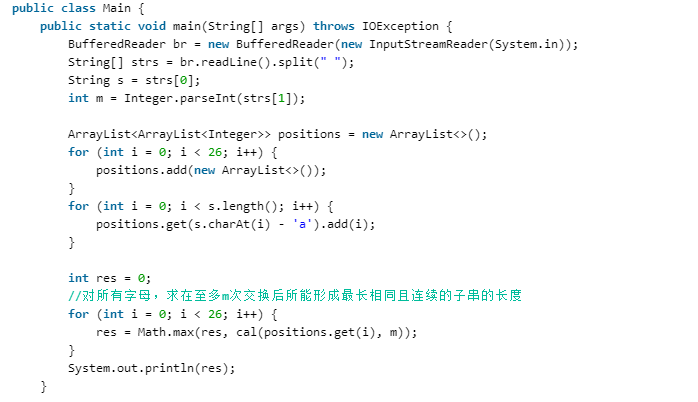 public class Main {
    public static void main(String[] args) throws IOException {
        BufferedReader br = new BufferedReader(new InputStreamReader(System.in));
        String[] strs = br.readLine().split(" ");
        String s = strs[0];
        int m = Integer.parseInt(strs[1]);

        ArrayList<ArrayList<Integer>> positions = new ArrayList<>();
        for (int i = 0; i < 26; i++) {
            positions.add(new ArrayList<>());
        }
        for (int i = 0; i < s.length(); i++) {
            positions.get(s.charAt(i) - 'a').add(i);
        }

        int res = 0;
        //对所有字母，求在至多m次交换后所能形成最长相同且连续的子串的长度
        for (int i = 0; i < 26; i++) {
            res = Math.max(res, cal(positions.get(i), m));
        }
        System.out.println(res);
    }